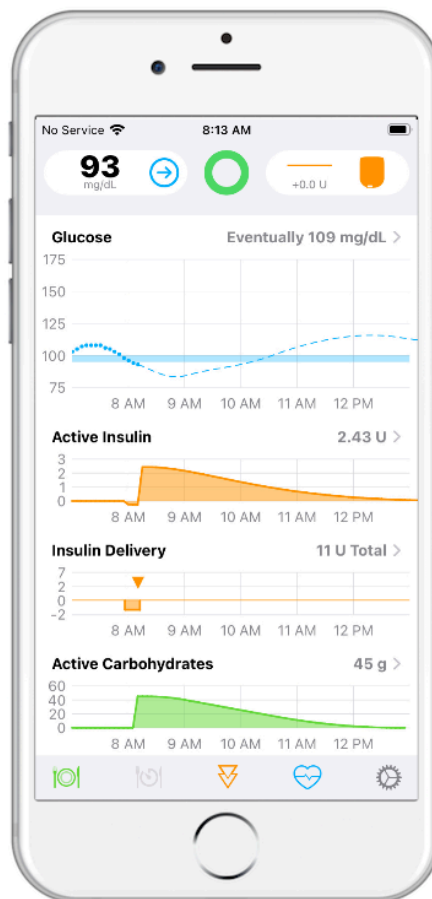 No Service 8:13 AM
93 mg/dL +0.0 U
Glucose Eventually 109 mg/dL >
175
150
125
100
75
8 AM 9 AM 10 AM 11 AM 12 PM
Active Insulin 2.43 U >
3
2
1
0
8 AM 9 AM 10 AM 11 AM 12 PM
Insulin Delivery 11 U Total >
7
2
0
-2
8 AM 9 AM 10 AM 11 AM 12 PM
Active Carbohydrates 45 g >
60
40
20
0
8 AM 9 AM 10 AM 11 AM 12 PM